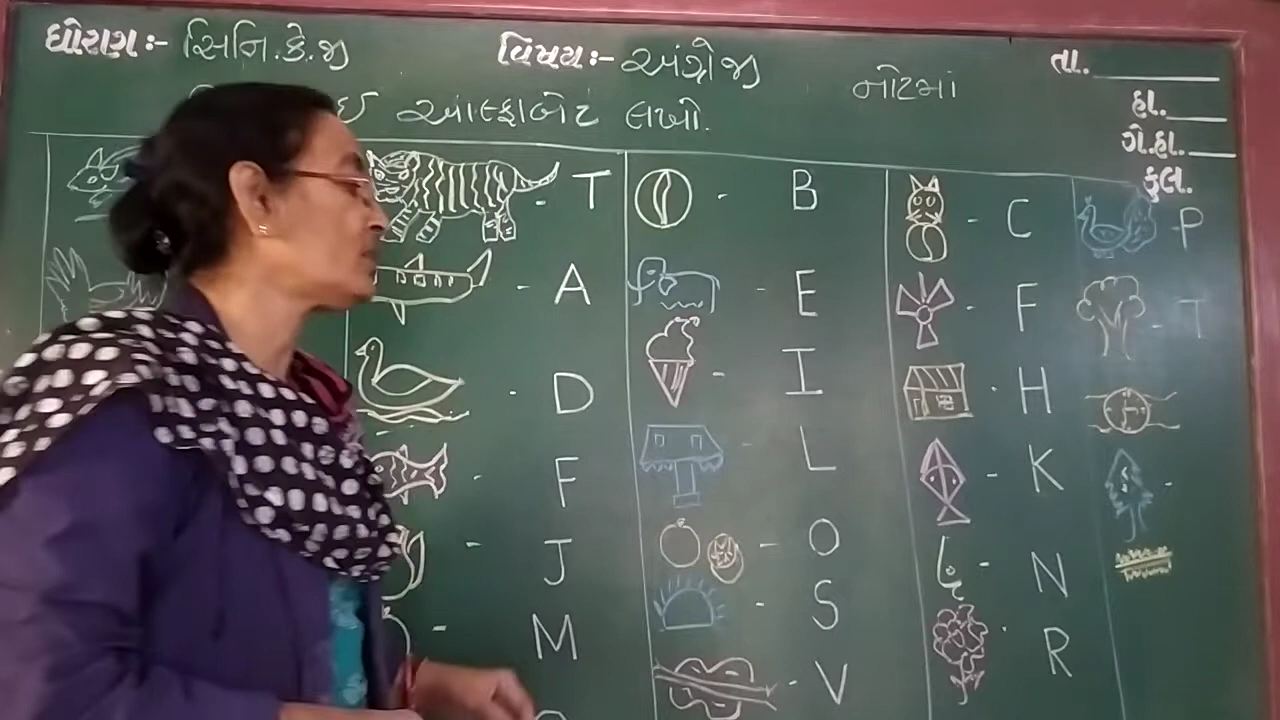 ધોરણ:- સિનિ.કે.જી વિષય:- અંગ્રેજી નોટમાં તા.
હા.
ઈ આલ્ફાબેટ લખો.
ગે.હા.
કુલ.
T B C P
A E F T
D I H
F L K
J O N
M S R
V